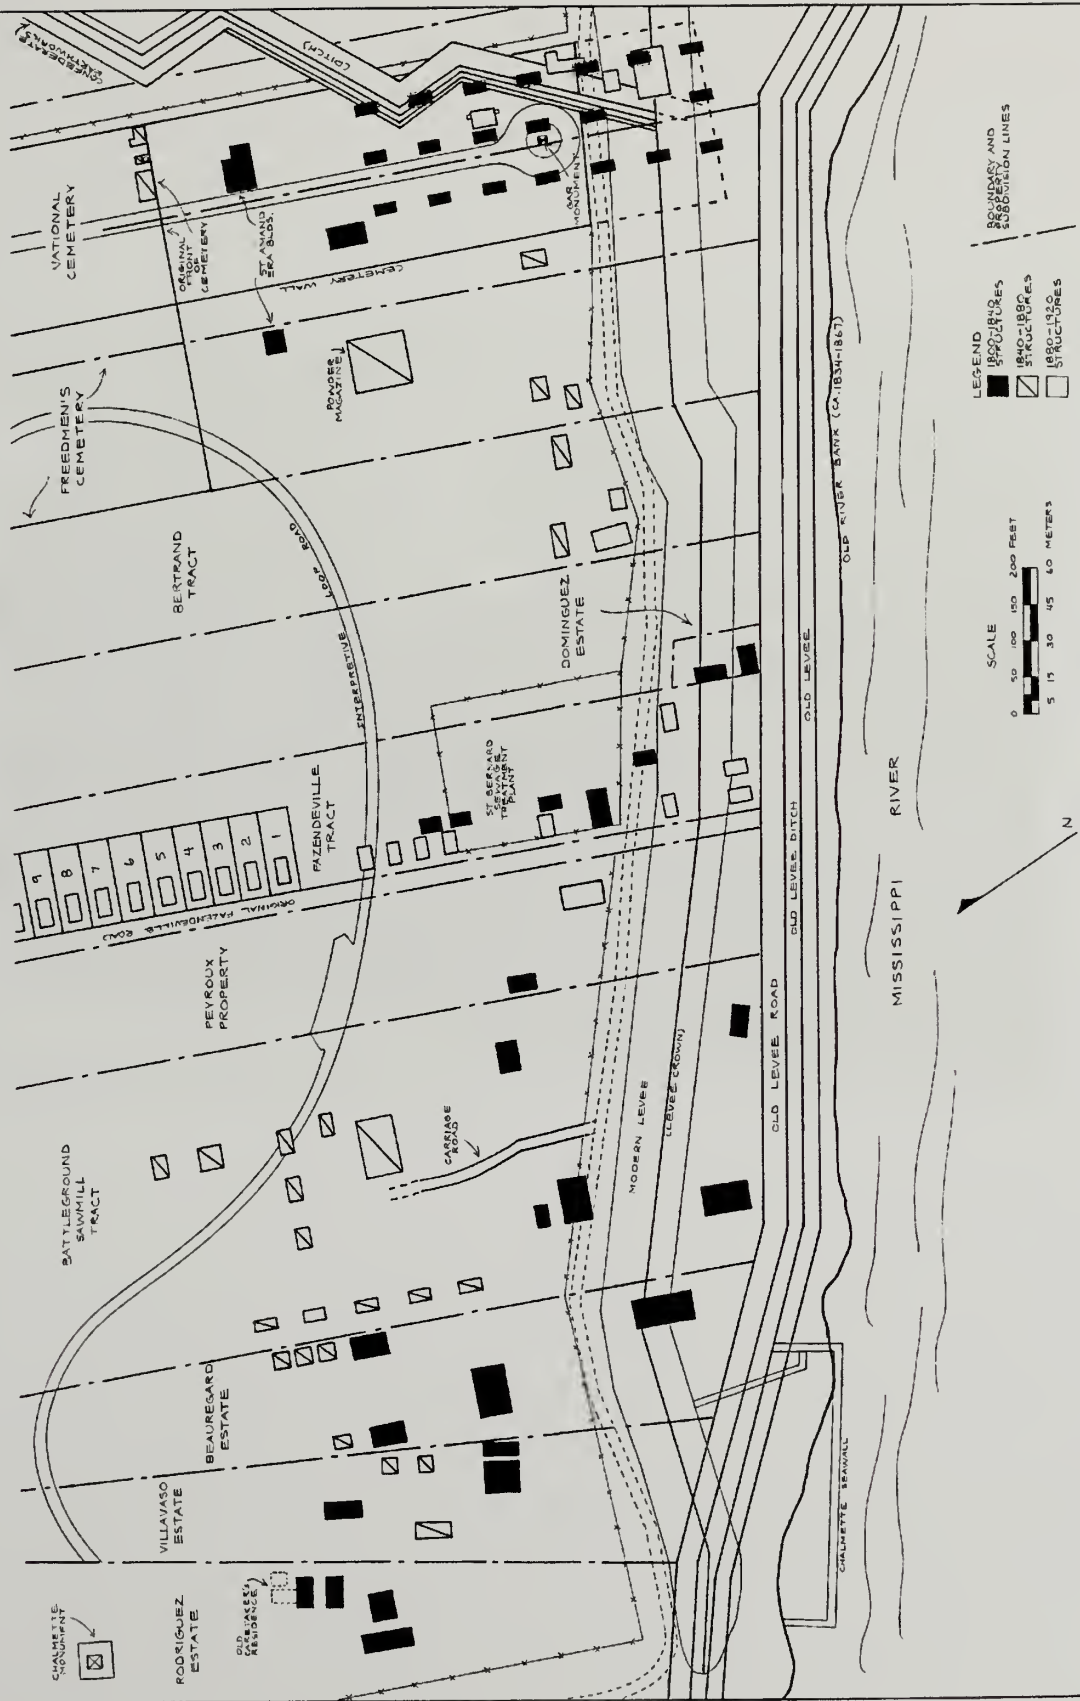 CONFEDERATE
EARTHWORKS
(DITCH)
NATIONAL
CEMETERY
ORIGINAL
FRONT
OF
CEMETERY
ST. AMAND
ERA BLDS.
GAR
MONUMENT
CEMETERY WALL
FREEDMEN'S
CEMETERY
POWDER
MAGAZINE
BERTRAND
TRACT
INTERPRETIVE LOOP ROAD
DOMINGUEZ
ESTATE
ST. BERNARD
SEWAGE
TREATMENT
PLANT
FAZENDEVILLE
TRACT
9
8
7
6
5
4
3
2
1
ORIGINAL FAZENDEVILLE ROAD
PEYROUX
PROPERTY
BATTLEGROUND
SAWMILL
TRACT
CARRIAGE
ROAD
MODERN LEVEE
(LEVEE CROWN)
OLD LEVEE ROAD
OLD LEVEE DITCH
OLD LEVEE
OLD RIVER BANK (CA. 1834-1867)
MISSISSIPPI RIVER
BEAUREGARD
ESTATE
VILLAVASO
ESTATE
CHALMETTE
MONUMENT
RODRIGUEZ
ESTATE
OLD
CARETAKER'S
RESIDENCE
CHALMETTE SEAWALL
LEGEND
1800-1840
STRUCTURES
1840-1880
STRUCTURES
1880-1920
STRUCTURES
BOUNDARY AND
PROPERTY
SUBDIVISION LINES
SCALE
0 50 100 150 200 FEET
5 15 30 45 60 METERS
N